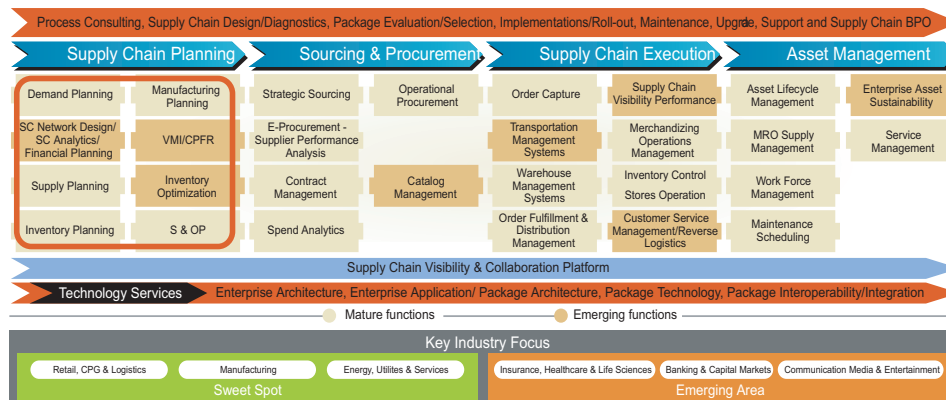 Process Consulting, Supply Chain Design/Diagnostics, Package Evaluation/Selection, Implementations/Roll-out, Maintenance, Upgrade, Support and Supply Chain BPO
Supply Chain Planning
Sourcing & Procurement
Supply Chain Execution
Asset Management
Demand Planning
Manufacturing
Planning
Strategic Sourcing
Operational
Procurement
Order Capture
Supply Chain
Visibility Performance
Asset Lifecycle
Management
Enterprise Asset
Sustainability
SC Network Design/
SC Analytics/
Financial Planning
VMI/CPFR
E-Procurement -
Supplier Performance
Analysis
Transportation
Management
Systems
Merchandizing
Operations
Management
MRO Supply
Management
Service
Management
Supply Planning
Inventory
Optimization
Contract
Management
Catalog
Management
Warehouse
Management
Systems
Inventory Control
Stores Operation
Work Force
Management
Inventory Planning
S & OP
Spend Analytics
Order Fulfillment &
Distribution
Management
Customer Service
Management/Reverse
Logistics
Maintenance
Scheduling
Supply Chain Visibility & Collaboration Platform
Technology Services
Enterprise Architecture, Enterprise Application/ Package Architecture, Package Technology, Package Interoperability/Integration
Mature functions
Emerging functions
Key Industry Focus
Retail, CPG & Logistics
Manufacturing
Energy, Utilites & Services
Insurance, Healthcare & Life Sciences
Banking & Capital Markets
Communication Media & Entertainment
Sweet Spot
Emerging Area